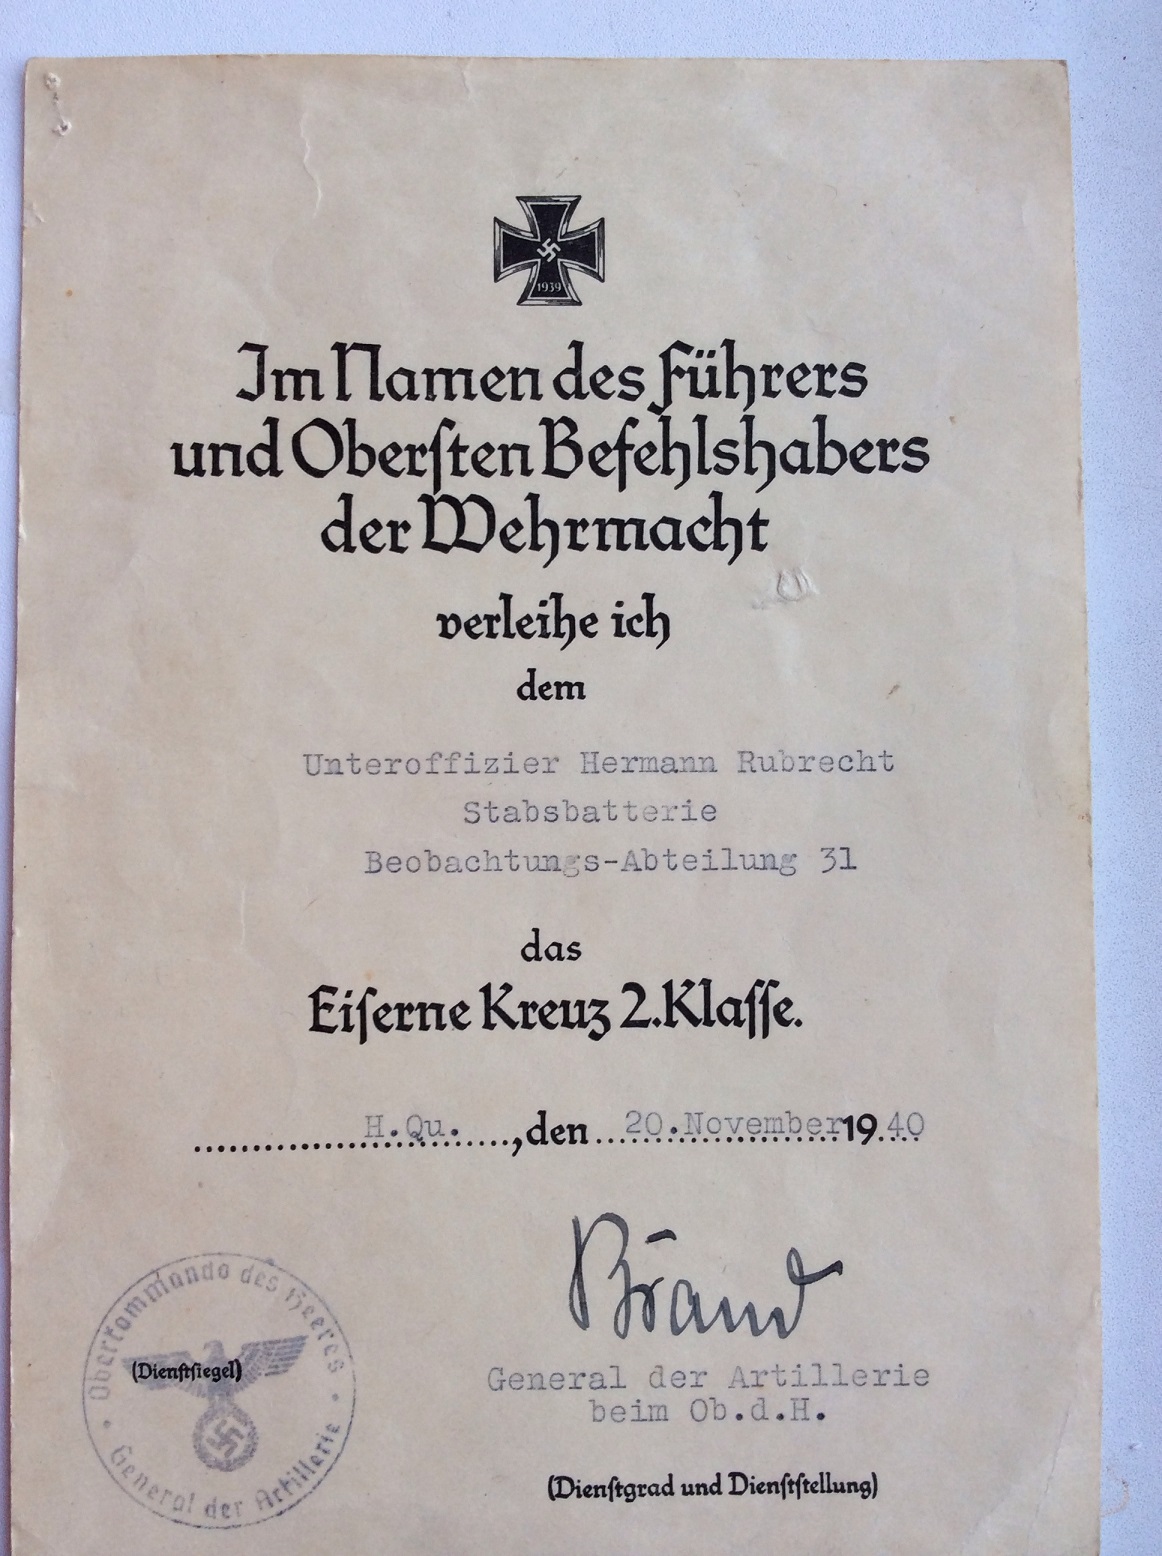 1939
Im Namen des Führers
und Oberſten Befehlshabers
der Wehrmacht
verleihe ich
dem
Unteroffizier Hermann Rubrecht
Stabsbatterie
Beobachtungs-Abteilung 31
das
Eiſerne Kreuz 2.Klaſſe.
H.Qu. ,den 20.November 1940
Brand
General der Artillerie
beim Ob.d.H.
(Dienſtgrad und Dienſtſtellung)
Oberkommando des Heeres
(Dienſtſiegel)
General der Artillerie